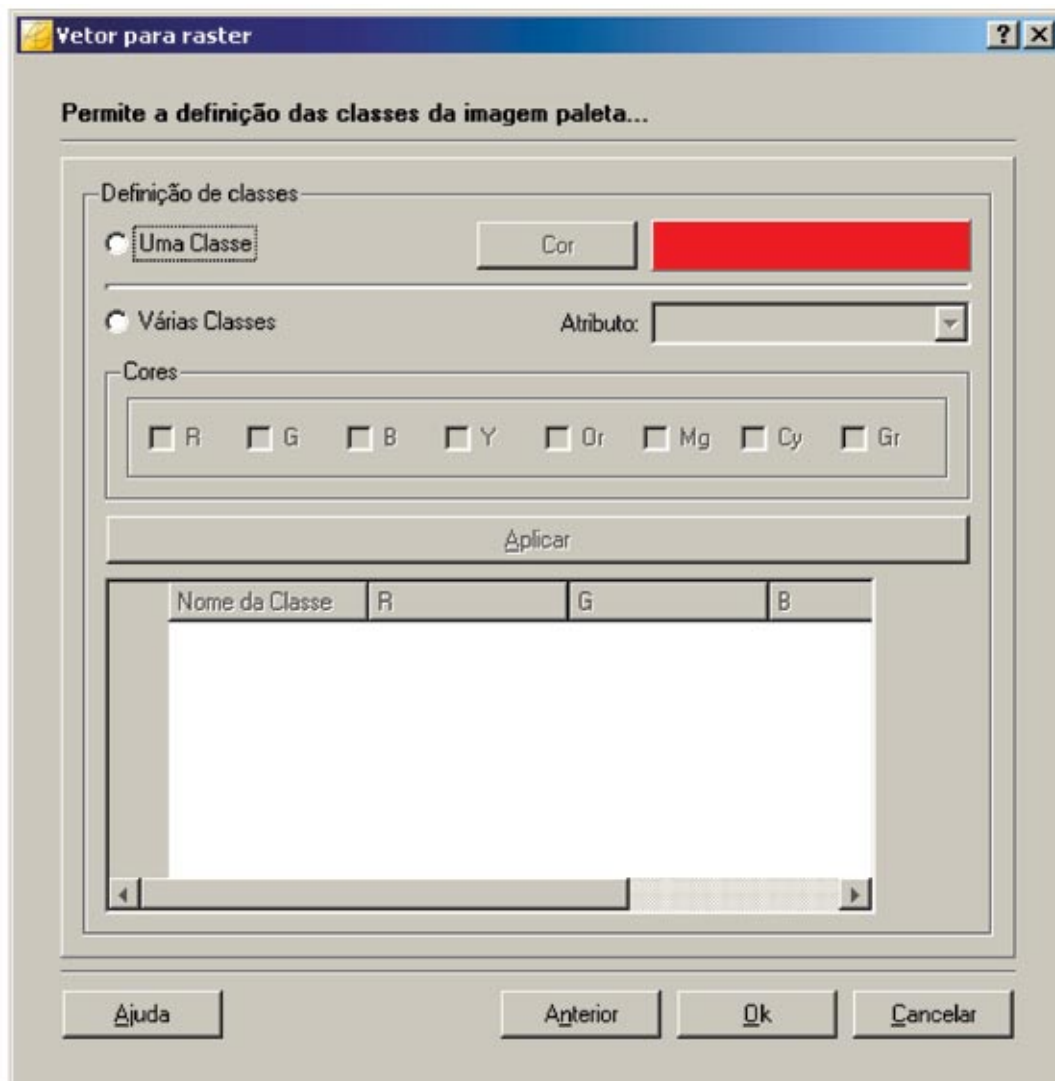 Vetor para raster
Permite a definição das classes da imagem paleta...
Definição de classes
Uma Classe Cor
Várias Classes Atributo:
Cores
R G B Y Or Mg Cy Gr
Aplicar
Nome da Classe R G B
Ajuda Anterior Ok Cancelar